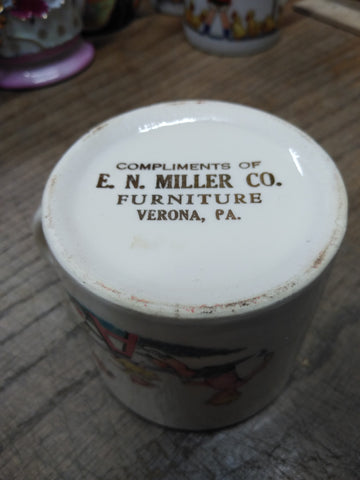 COMPLIMENTS OF
E. N. MILLER CO.
FURNITURE
VERONA, PA.